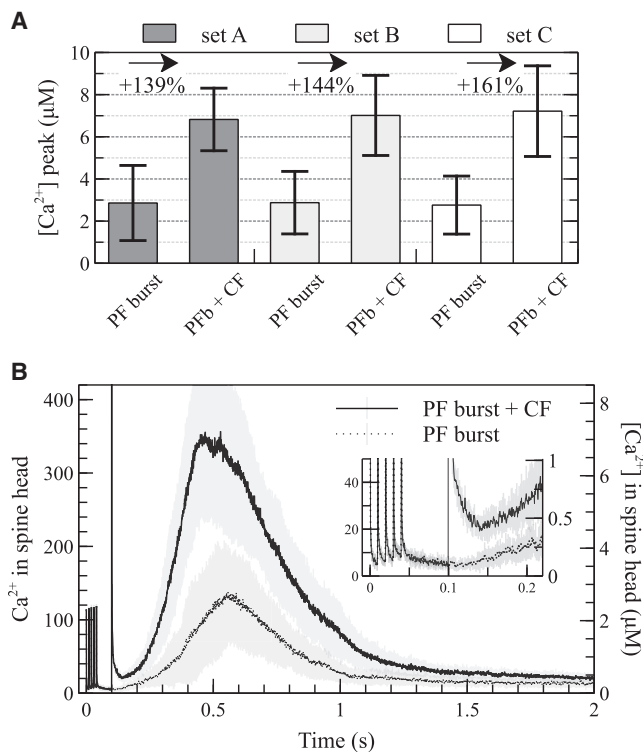 A
set A set B set C
+139% +144% +161%
[Ca2+] peak (μM)
10
8
6
4
2
0
PF burst PFb + CF PF burst PFb + CF PF burst PFb + CF
B
PF burst + CF
PF burst
Ca2+ in spine head
400
300
200
100
0
[Ca2+] in spine head (μM)
8
6
4
2
0
40
20
0
1
0.5
0
0 0.1 0.2
0 0.5 1 1.5 2
Time (s)